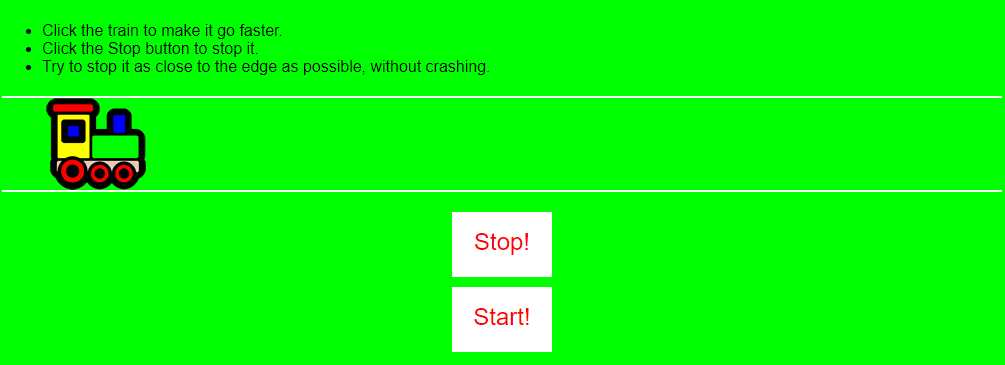 Click the train to make it go faster.
Click the Stop button to stop it.
Try to stop it as close to the edge as possible, without crashing.
Stop!
Start!